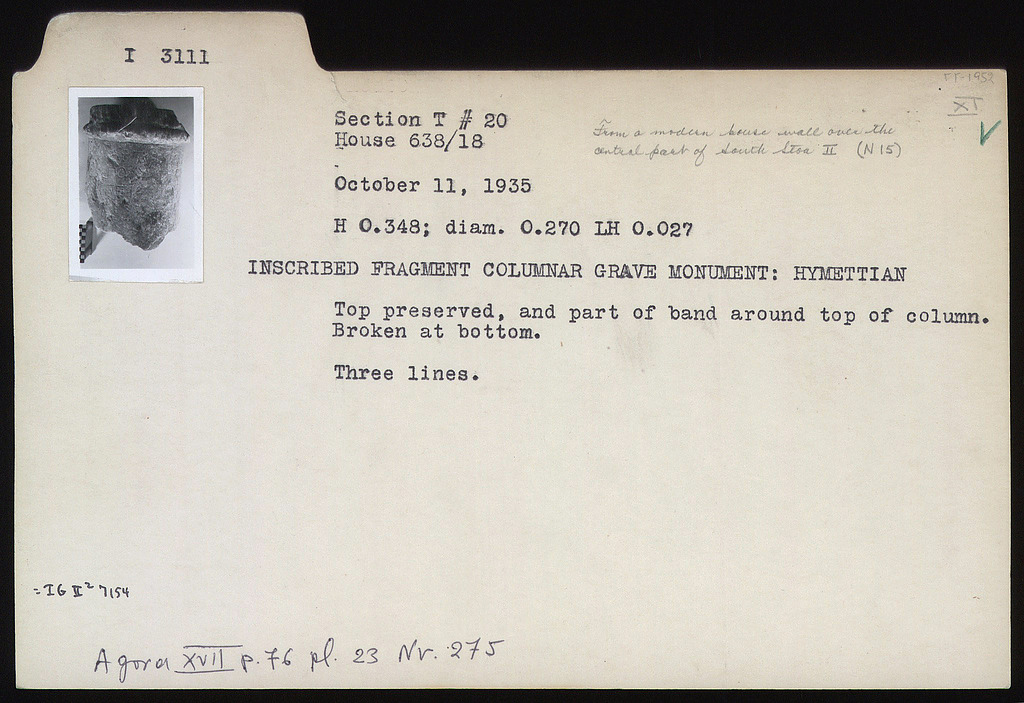 I 3111
FF-1952
XI
Section T # 20
House 638/18
From a modern house wall over the
central part of South Stoa II (N 15)
October 11, 1935
H 0.348; diam. 0.270 LH 0.027
INSCRIBED FRAGMENT COLUMNAR GRAVE MONUMENT: HYMETTIAN
Top preserved, and part of band around top of column.
Broken at bottom.
Three lines.
=IG II² 7154
Agora XVII p.76 pl. 23 Nr. 275